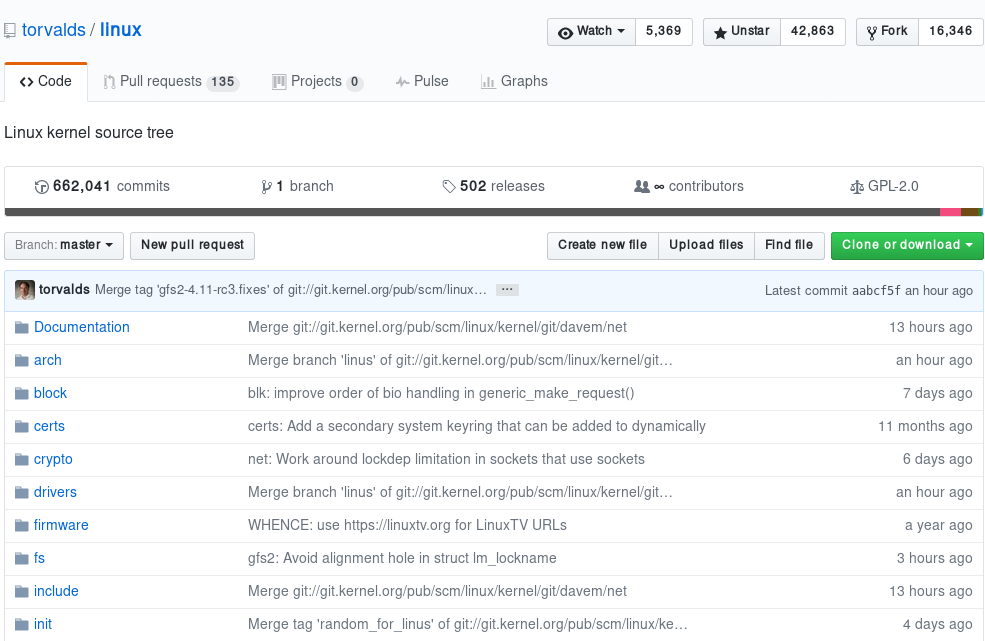 torvalds / linux Watch 5,369 Unstar 42,863 Fork 16,346
Code Pull requests 135 Projects 0 Pulse Graphs
Linux kernel source tree
662,041 commits 1 branch 502 releases ∞ contributors GPL-2.0
Branch: master New pull request Create new file Upload files Find file Clone or download
torvalds Merge tag 'gfs2-4.11-rc3.fixes' of git://git.kernel.org/pub/scm/linux… … Latest commit aabcf5f an hour ago
Documentation Merge git://git.kernel.org/pub/scm/linux/kernel/git/davem/net 13 hours ago
arch Merge branch 'linus' of git://git.kernel.org/pub/scm/linux/kernel/git… an hour ago
block blk: improve order of bio handling in generic_make_request() 7 days ago
certs certs: Add a secondary system keyring that can be added to dynamically 11 months ago
crypto net: Work around lockdep limitation in sockets that use sockets 6 days ago
drivers Merge branch 'linus' of git://git.kernel.org/pub/scm/linux/kernel/git… an hour ago
firmware WHENCE: use https://linuxtv.org for LinuxTV URLs a year ago
fs gfs2: Avoid alignment hole in struct lm_lockname 3 hours ago
include Merge git://git.kernel.org/pub/scm/linux/kernel/git/davem/net 13 hours ago
init Merge tag 'random_for_linus' of git://git.kernel.org/pub/scm/linux/ke… 4 days ago